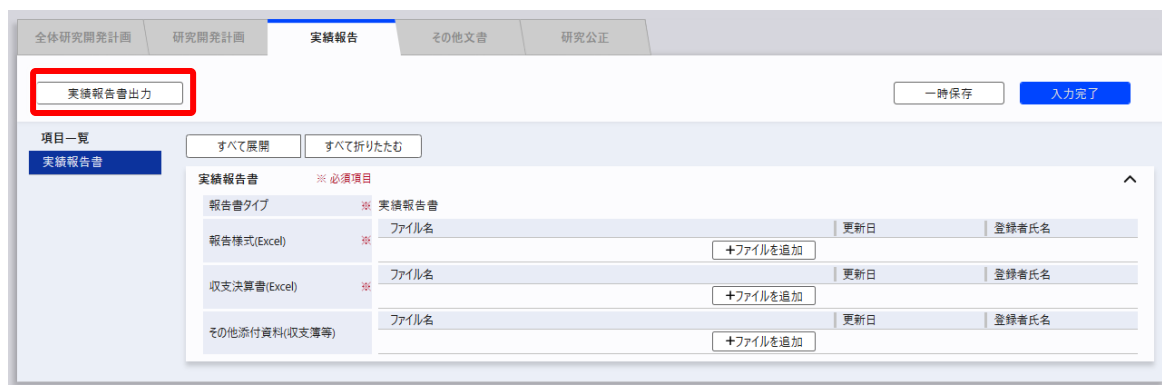 全体研究開発計画 研究開発計画 実績報告 その他文書 研究公正
実績報告書出力 一時保存 入力完了
項目一覧 すべて展開 すべて折りたたむ
実績報告書
実績報告書 ※ 必須項目
報告書タイプ ※ 実績報告書
ファイル名 更新日 登録者氏名
報告様式(Excel) ※
+ファイルを追加
ファイル名 更新日 登録者氏名
収支決算書(Excel) ※
+ファイルを追加
ファイル名 更新日 登録者氏名
その他添付資料(収支簿等)
+ファイルを追加